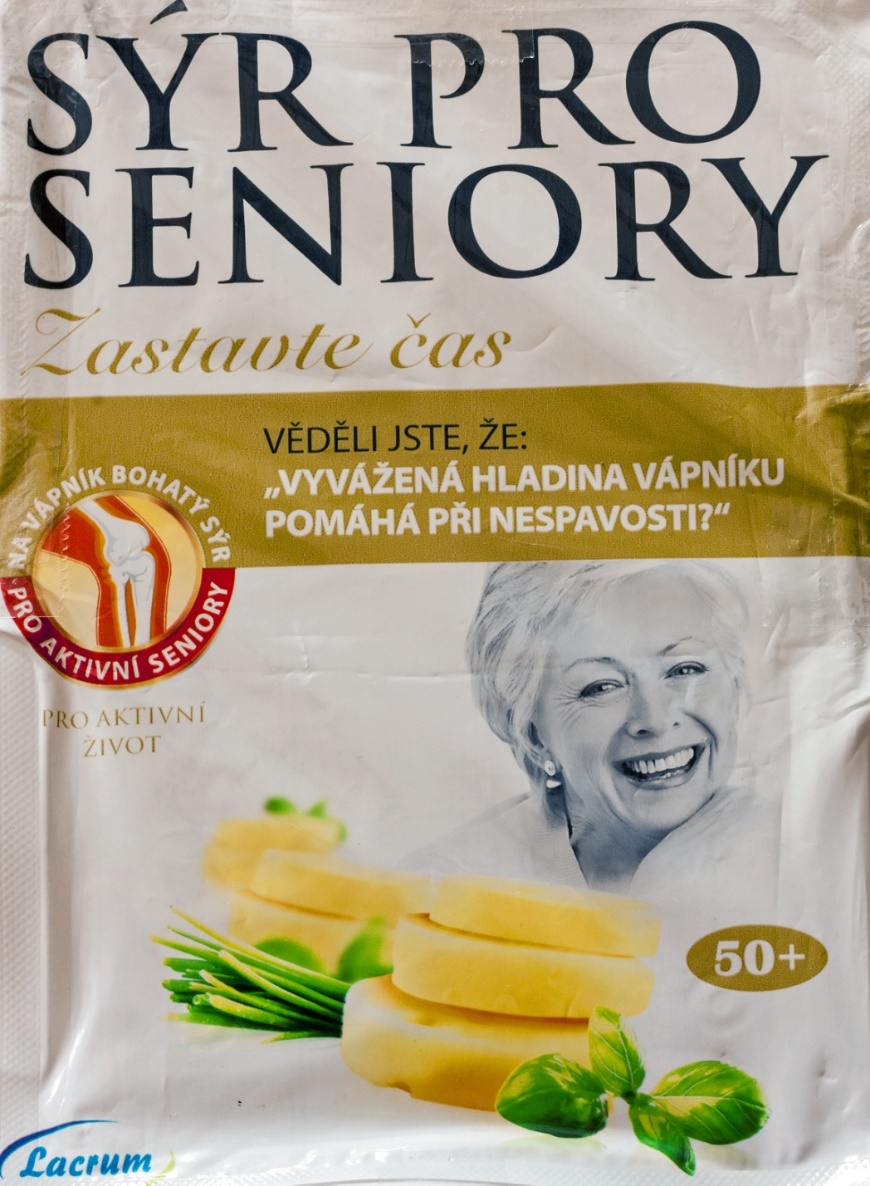 SÝR PRO
SENIORY
Zastavte čas
VĚDĚLI JSTE, ŽE:
„VYVÁŽENÁ HLADINA VÁPNÍKU
POMÁHÁ PŘI NESPAVOSTI?“
NA VÁPNÍK BOHATÝ SÝR
PRO AKTIVNÍ SENIORY
PRO AKTIVNÍ
ŽIVOT
50+
Lacrum